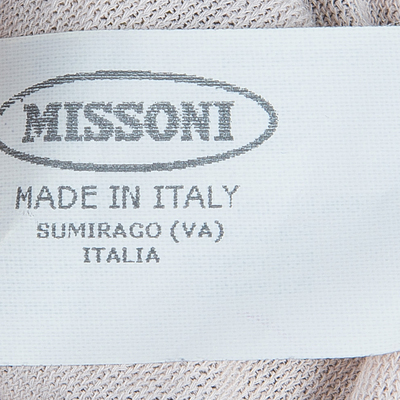 MISSONI
MADE IN ITALY
SUMIRAGO (VA)
ITALIA